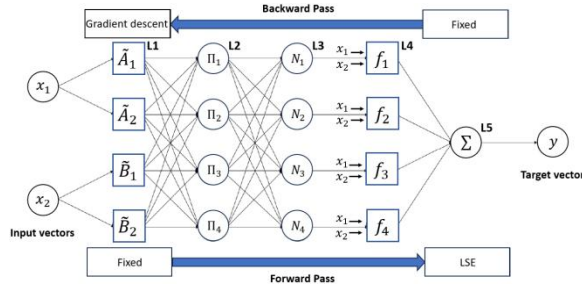 Backward Pass
Gradient descent
Fixed
L1
L2
L3
L4
x₁
x₂
Ã₁
Π₁
N₁
f₁
x₁
Ã₂
Π₂
N₂
x₁
x₂
f₂
L5
Σ
y
B̃₁
Π₃
N₃
x₁
x₂
f₃
Target vector
x₂
Input vectors
B̃₂
Π₄
N₄
x₁
x₂
f₄
Fixed
LSE
Forward Pass